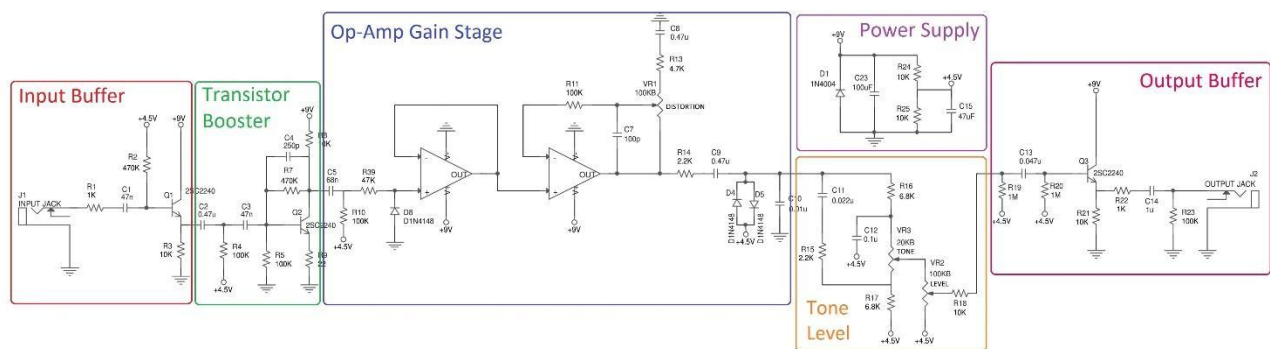 Input Buffer
J1
INPUT JACK
R1
1K
C1
47n
+4.5V
R2
470K
+9V
Q1
2SC2240
R3
10K
C2
0.47u
Transistor
Booster
+9V
C4
250p
R7
470K
C3
47n
R4
100K
+4.5V
R5
100K
Q2
2SC2240
R9
22
Op-Amp Gain Stage
C5
68n
R39
47K
R10
100K
+4.5V
D8
D1N4148
-
+
OUT
+9V
R11
100K
-
+
OUT
+9V
C7
100p
C8
0.47u
R13
4.7K
VR1
100KB
DISTORTION
R14
2.2K
C9
0.47u
D4
D1N4148
D5
D1N4148
+4.5V
C10
0.01u
Power Supply
+9V
D1
1N4004
C23
100uF
R24
10K
+4.5V
R25
10K
C15
47uF
C11
0.022u
R16
6.8K
C12
0.1u
+4.5V
R15
2.2K
VR3
20KB
TONE
VR2
100KB
LEVEL
R17
6.8K
+4.5V
+4.5V
R18
10K
Tone
Level
Output Buffer
+9V
C13
0.047u
R19
1M
+4.5V
R20
1M
+4.5V
Q3
2SC2240
R21
10K
R22
1K
C14
1u
R23
100K
J2
OUTPUT JACK